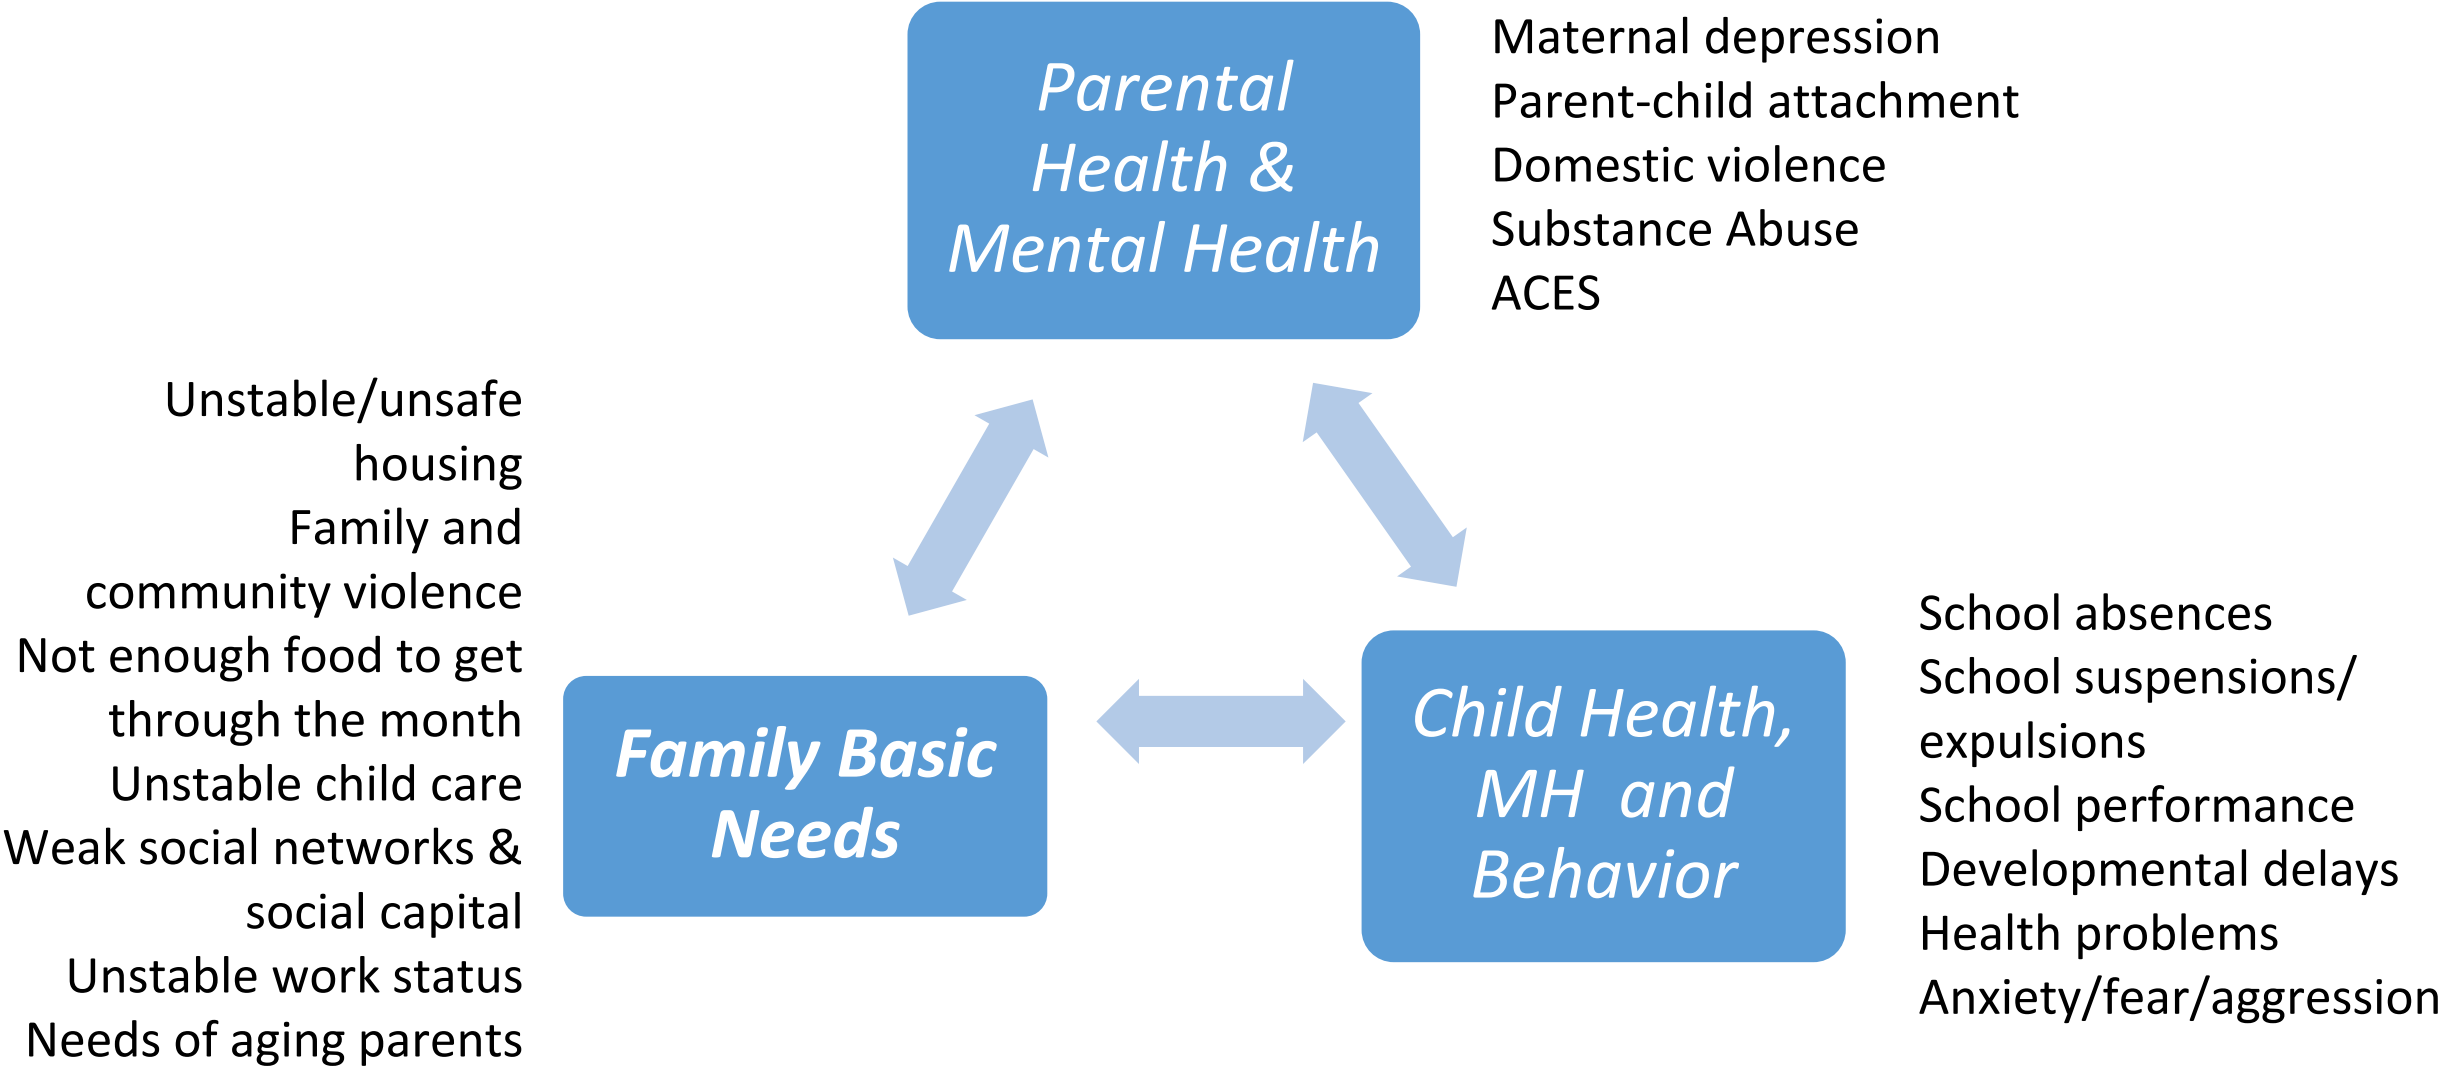 Parental
Health &
Mental Health
Maternal depression
Parent-child attachment
Domestic violence
Substance Abuse
ACES
Unstable/unsafe
housing
Family and
community violence
Not enough food to get
through the month
Unstable child care
Weak social networks &
social capital
Unstable work status
Needs of aging parents
Family Basic
Needs
Child Health,
MH and
Behavior
School absences
School suspensions/
expulsions
School performance
Developmental delays
Health problems
Anxiety/fear/aggression